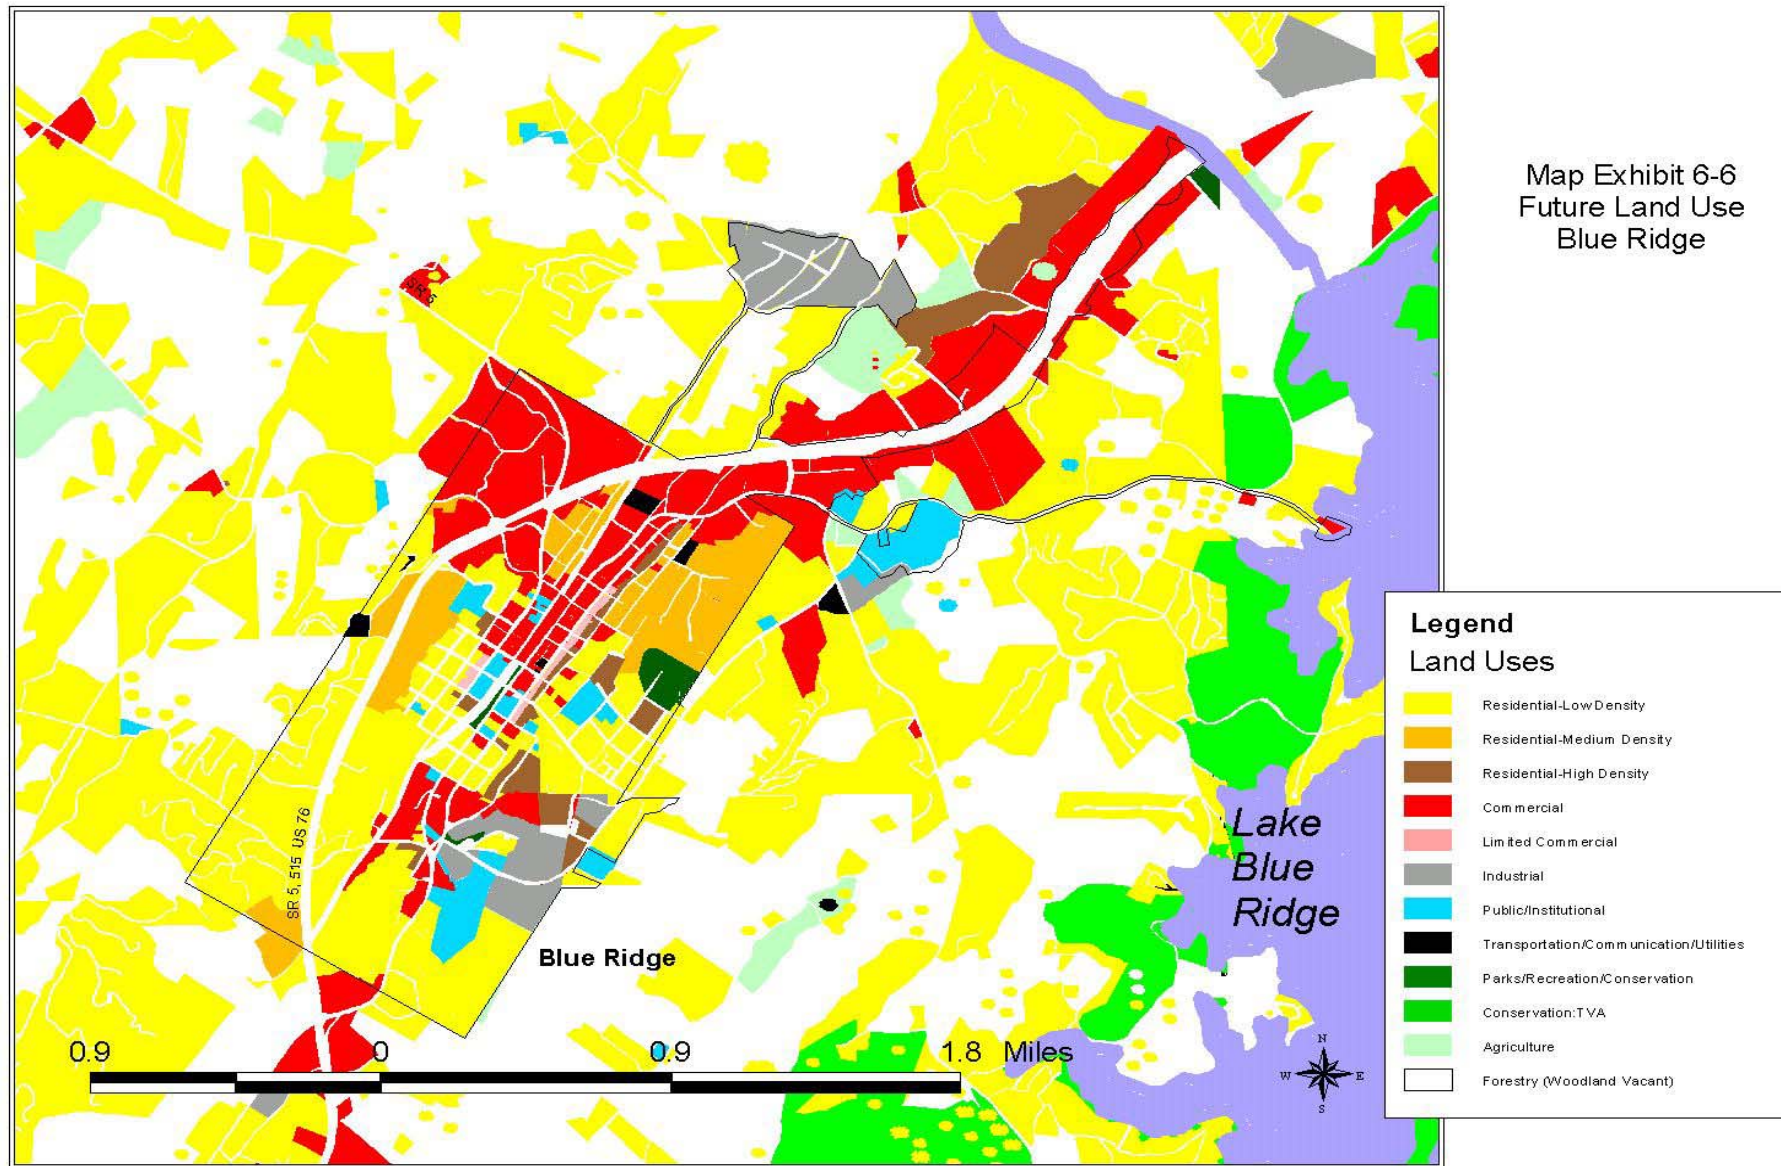 Map Exhibit 6-6
Future Land Use
Blue Ridge
SR 5
SR 5, 515 US 76
Blue Ridge
Lake
Blue
Ridge
0.9 0 0.9 1.8 Miles
N
W E
S
Legend
Land Uses
Residential-Low Density
Residential-Medium Density
Residential-High Density
Commercial
Limited Commercial
Industrial
Public/Institutional
Transportation/Communication/Utilities
Parks/Recreation/Conservation
Conservation:TVA
Agriculture
Forestry (Woodland Vacant)